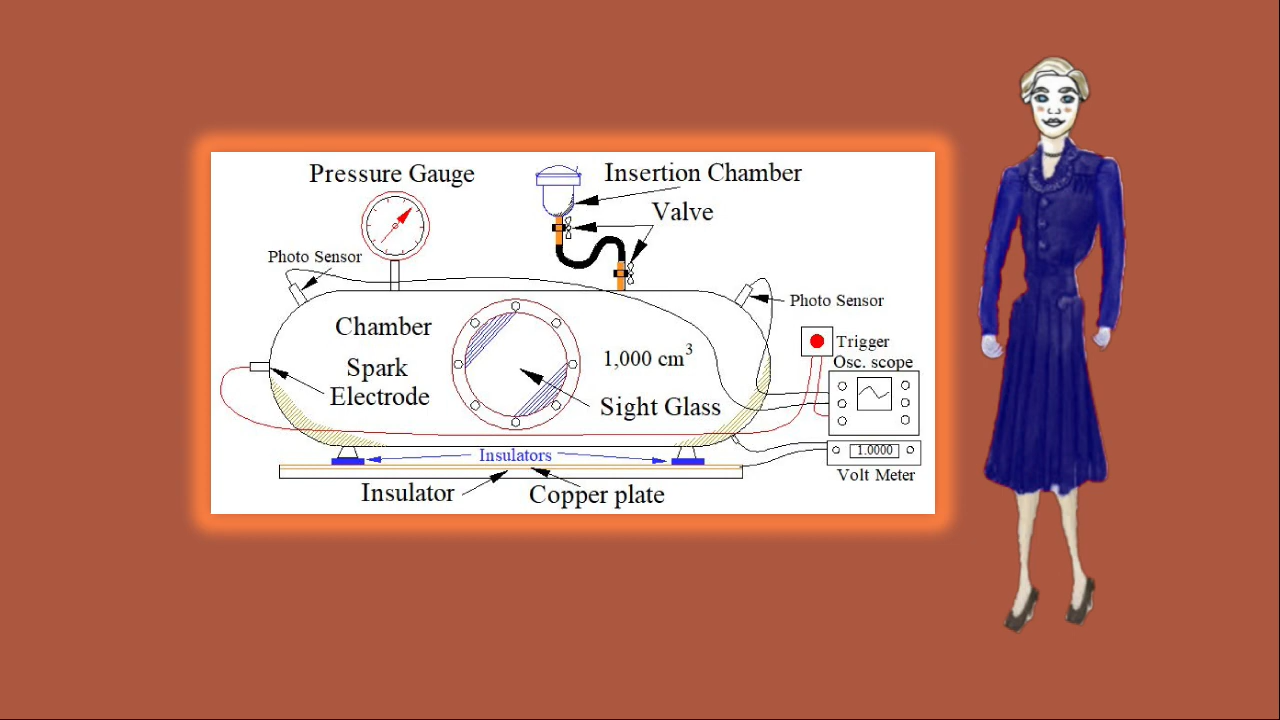 Pressure Gauge
Insertion Chamber
Valve
Photo Sensor
Photo Sensor
Chamber
1,000 cm³
Trigger
Osc. scope
Spark
Electrode
Sight Glass
1.0000
Insulators
Volt Meter
Insulator
Copper plate